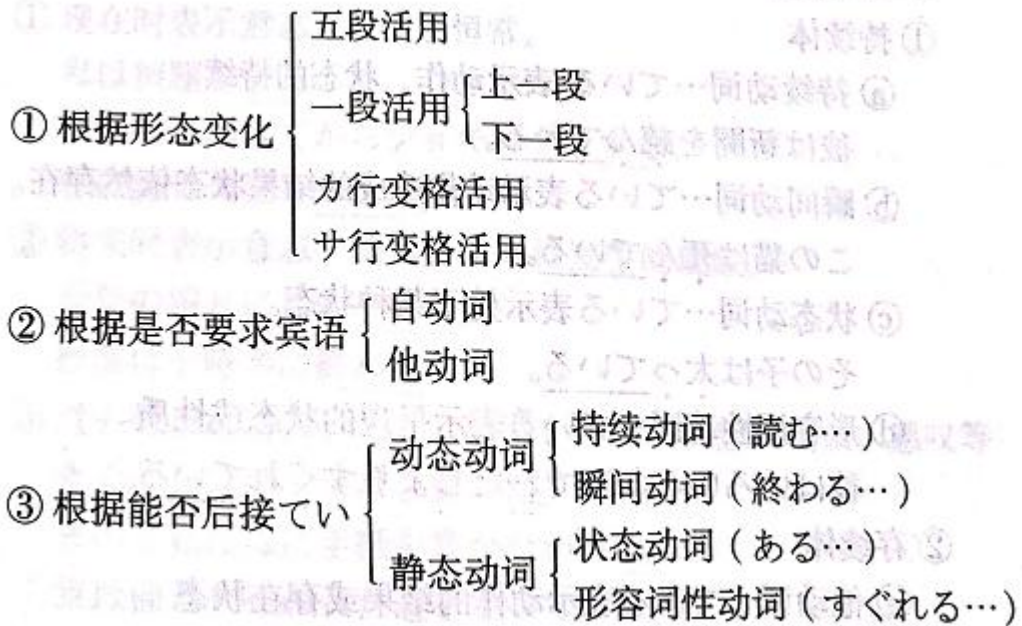 五段活用
一段活用
上一段
下一段
① 根据形态变化
カ行变格活用
サ行变格活用
② 根据是否要求宾语
自动词
他动词
③ 根据能否后接てい
动态动词
持续动词（読む…）
瞬间动词（終わる…）
静态动词
状态动词（ある…）
形容词性动词（すぐれる…）